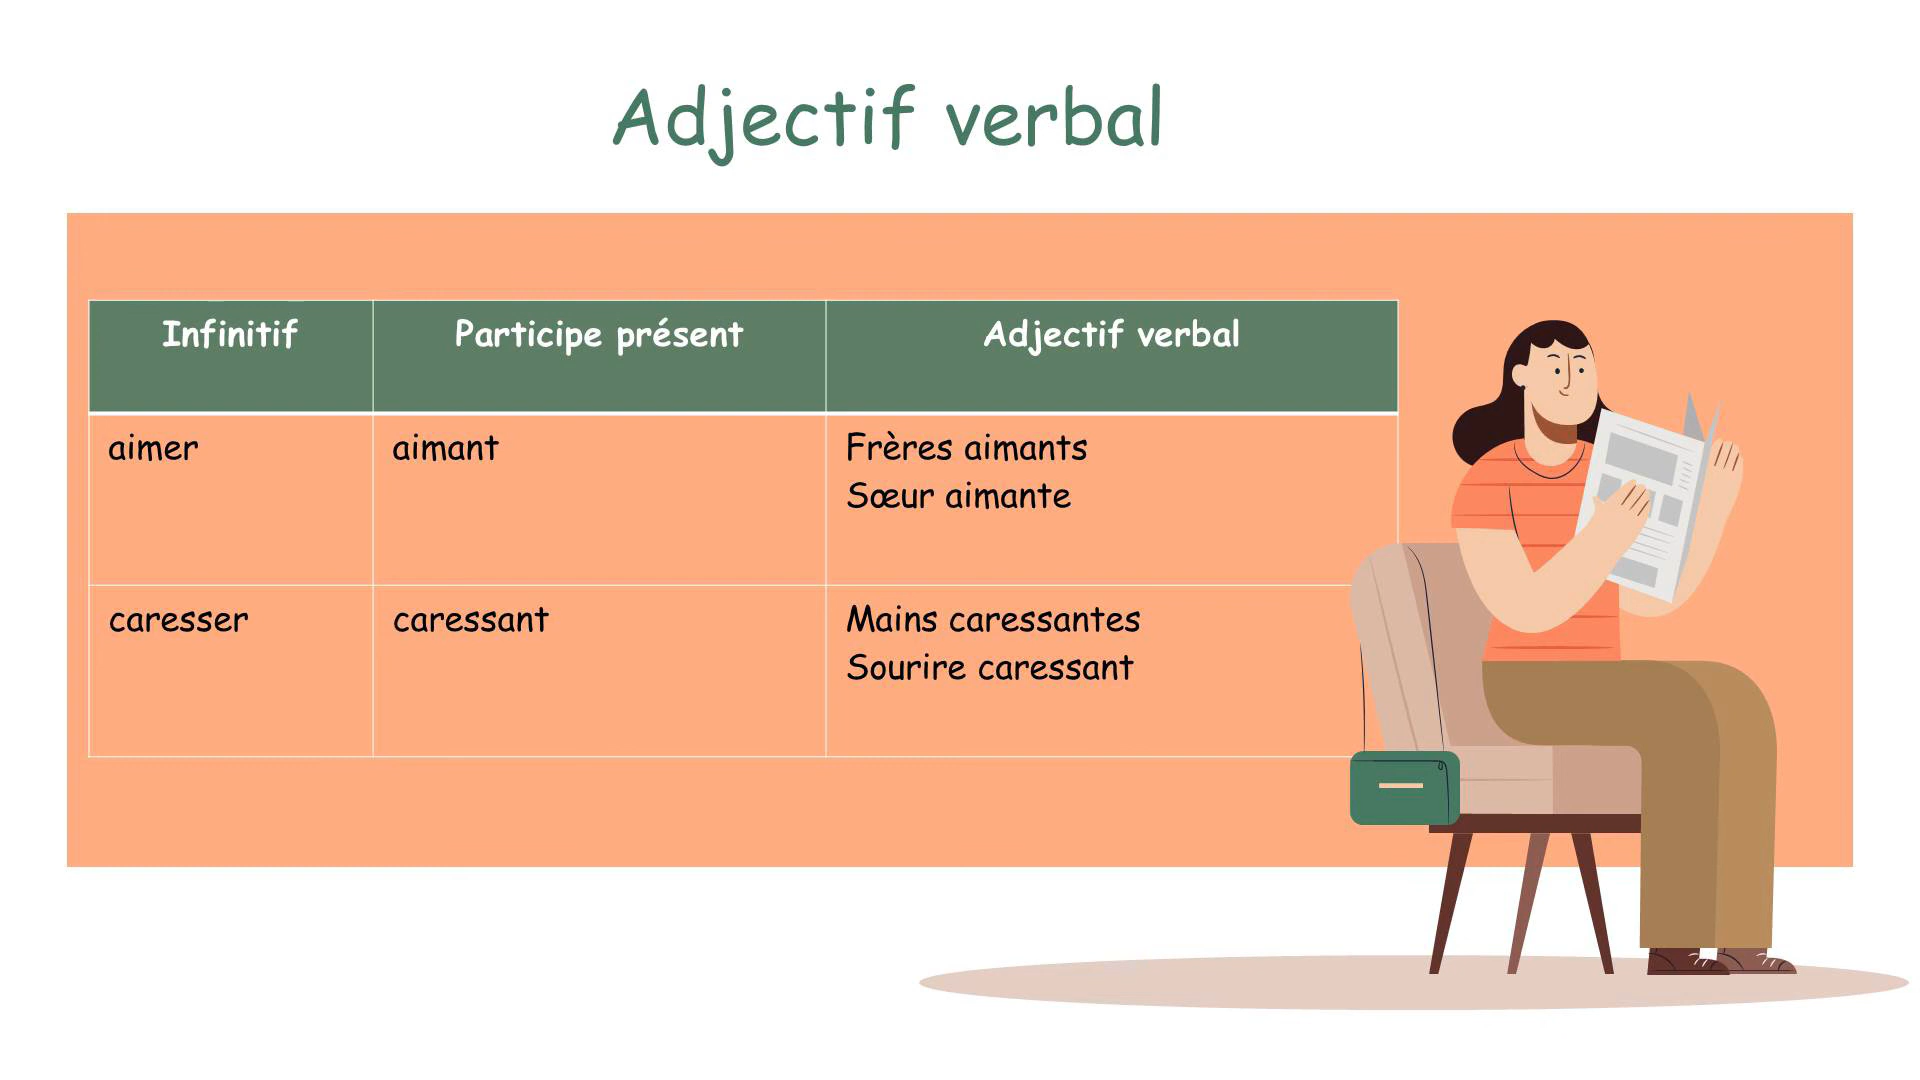 Adjectif verbal
Infinitif
Participe présent
Adjectif verbal
aimer
aimant
Frères aimants
Sœur aimante
caresser
caressant
Mains caressantes
Sourire caressant